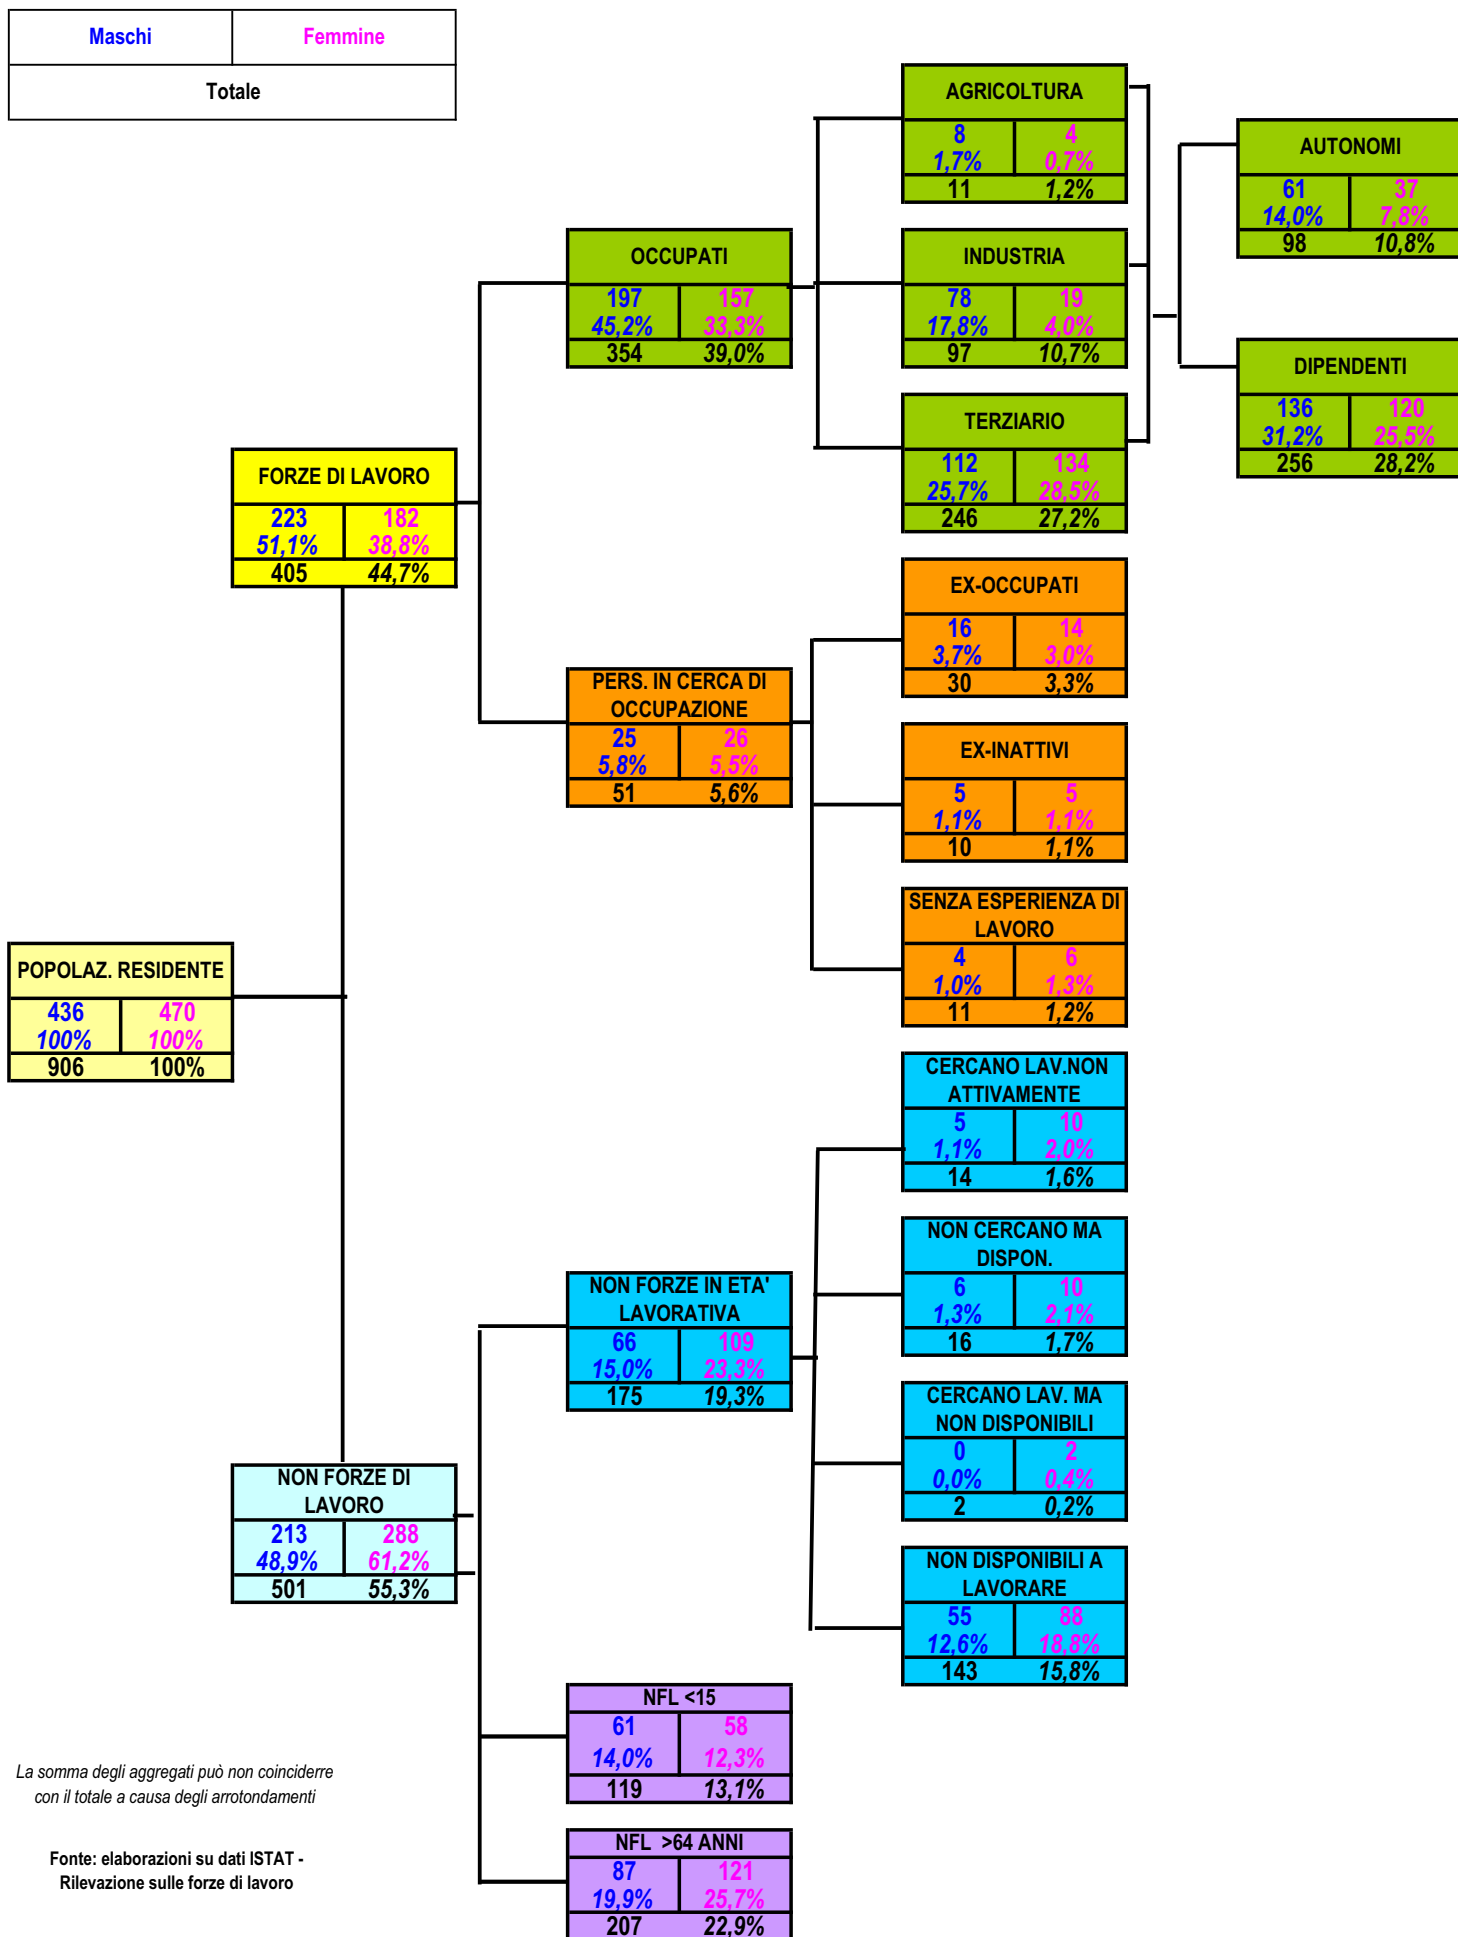 Maschi Femmine
Totale
AGRICOLTURA
8 4
1,7% 0,7%
11 1,2%
AUTONOMI
61 37
14,0% 7,8%
98 10,8%
OCCUPATI
197 157
45,2% 33,3%
354 39,0%
INDUSTRIA
78 19
17,8% 4,0%
97 10,7%
DIPENDENTI
136 120
31,2% 25,5%
256 28,2%
TERZIARIO
112 134
25,7% 28,5%
246 27,2%
FORZE DI LAVORO
223 182
51,1% 38,8%
405 44,7%
EX-OCCUPATI
16 14
3,7% 3,0%
30 3,3%
PERS. IN CERCA DI
OCCUPAZIONE
25 26
5,8% 5,5%
51 5,6%
EX-INATTIVI
5 5
1,1% 1,1%
10 1,1%
SENZA ESPERIENZA DI
LAVORO
4 6
1,0% 1,3%
11 1,2%
POPOLAZ. RESIDENTE
436 470
100% 100%
906 100%
CERCANO LAV.NON
ATTIVAMENTE
5 10
1,1% 2,0%
14 1,6%
NON CERCANO MA
DISPON.
6 10
1,3% 2,1%
16 1,7%
NON FORZE IN ETA'
LAVORATIVA
66 109
15,0% 23,3%
175 19,3%
CERCANO LAV. MA
NON DISPONIBILI
0 2
0,0% 0,4%
2 0,2%
NON FORZE DI
LAVORO
213 288
48,9% 61,2%
501 55,3%
NON DISPONIBILI A
LAVORARE
55 88
12,6% 18,8%
143 15,8%
NFL <15
61 58
14,0% 12,3%
119 13,1%
La somma degli aggregati può non coinciderre
con il totale a causa degli arrotondamenti
NFL >64 ANNI
87 121
19,9% 25,7%
207 22,9%
Fonte: elaborazioni su dati ISTAT -
Rilevazione sulle forze di lavoro